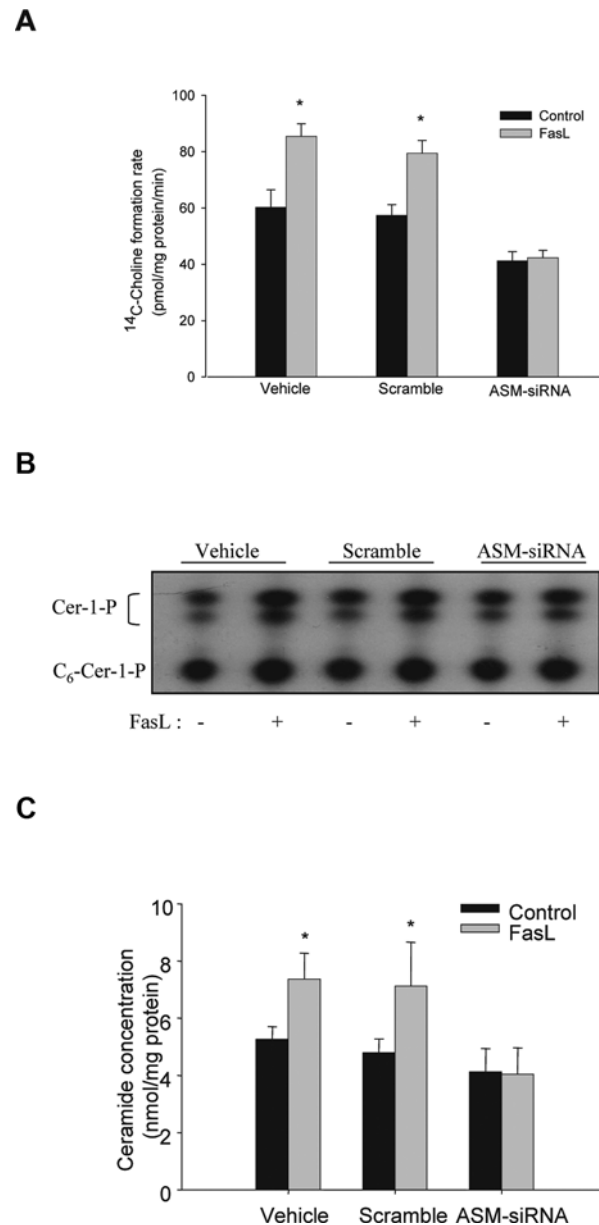 A
100
80
60
40
20
0
¹⁴C-Choline formation rate
(pmol/mg protein/min)
* *
Control
FasL
Vehicle Scramble ASM-siRNA
B
Vehicle Scramble ASM-siRNA
Cer-1-P
C₆-Cer-1-P
FasL : - + - + - +
C
10
8
6
4
2
0
Ceramide concentration
(nmol/mg protein)
* *
Control
FasL
Vehicle Scramble ASM-siRNA